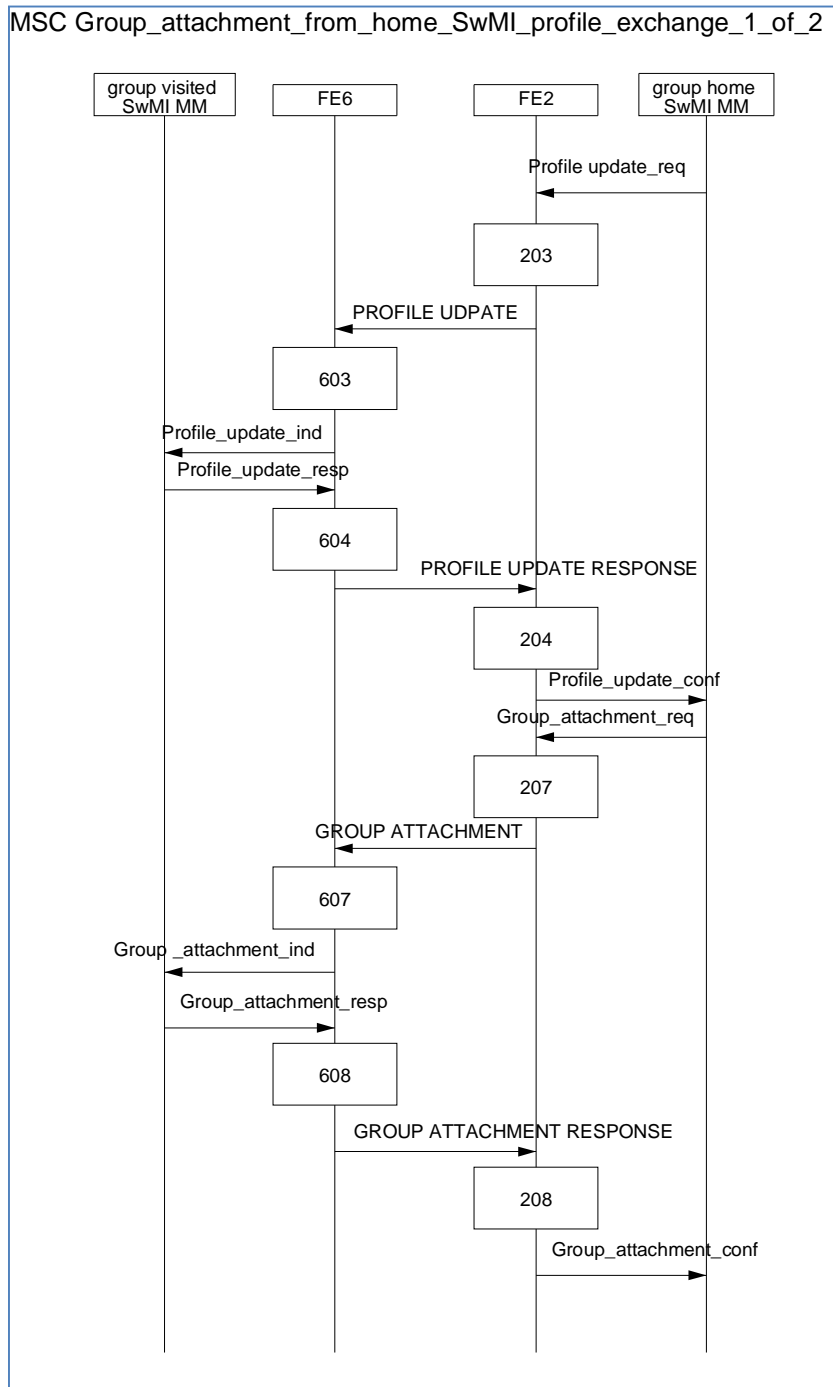 MSC Group_attachment_from_home_SwMI_profile_exchange_1_of_2
group visited
SwMI MM
FE6
FE2
group home
SwMI MM
Profile update_req
203
PROFILE UDPATE
603
Profile_update_ind
Profile_update_resp
604
PROFILE UPDATE RESPONSE
204
Profile_update_conf
Group_attachment_req
207
GROUP ATTACHMENT
607
Group _attachment_ind
Group_attachment_resp
608
GROUP ATTACHMENT RESPONSE
208
Group_attachment_conf